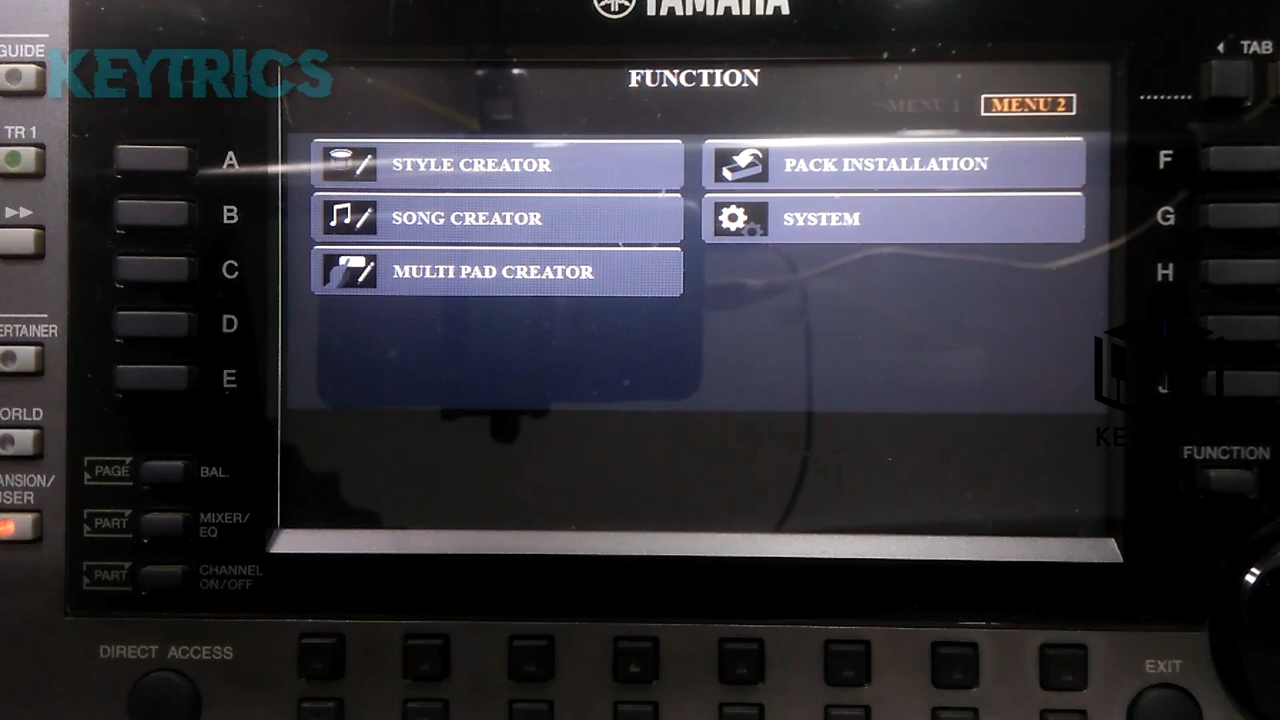 YAMAHA
GUIDE
KEYTRICS
FUNCTION
TAB
MENU 1 MENU 2
TR 1
A
STYLE CREATOR
PACK INSTALLATION
F
B
SONG CREATOR
SYSTEM
G
C
MULTI PAD CREATOR
H
D
E
J
KE
FUNCTION
ERTAINER
ORLD
ANSION/
USER
PAGE
BAL.
PART
MIXER/
EQ
PART
CHANNEL
ON/OFF
DIRECT ACCESS
EXIT